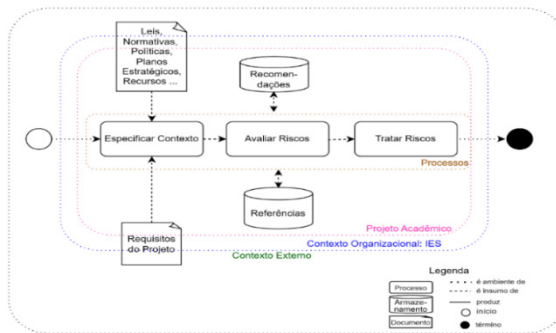 Leis,
Normativas,
Políticas,
Planos
Estratégicos,
Recursos ...
Recomen-
dações
Especificar Contexto
Avaliar Riscos
Tratar Riscos
Processos
Referências
Requisitos
do Projeto
Projeto Acadêmico
Contexto Organizacional: IES
Contexto Externo
Legenda
Processo
é ambiente de
é insumo de
Armaze-
namento
produz
início
Documento
término